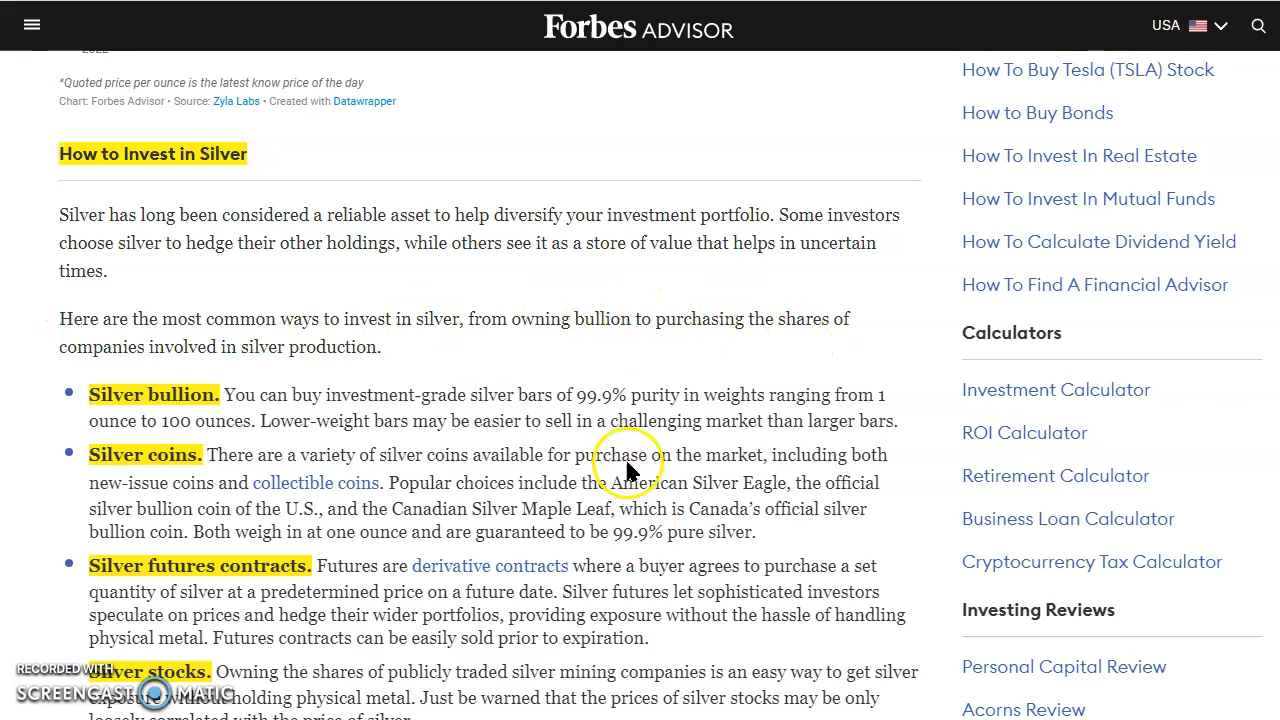 Forbes ADVISOR
USA
2022
*Quoted price per ounce is the latest know price of the day
Chart: Forbes Advisor • Source: Zyla Labs • Created with Datawrapper
How to Invest in Silver
Silver has long been considered a reliable asset to help diversify your investment portfolio. Some investors
choose silver to hedge their other holdings, while others see it as a store of value that helps in uncertain
times.
Here are the most common ways to invest in silver, from owning bullion to purchasing the shares of
companies involved in silver production.
• Silver bullion. You can buy investment-grade silver bars of 99.9% purity in weights ranging from 1
ounce to 100 ounces. Lower-weight bars may be easier to sell in a challenging market than larger bars.
• Silver coins. There are a variety of silver coins available for purchase on the market, including both
new-issue coins and collectible coins. Popular choices include the American Silver Eagle, the official
silver bullion coin of the U.S., and the Canadian Silver Maple Leaf, which is Canada’s official silver
bullion coin. Both weigh in at one ounce and are guaranteed to be 99.9% pure silver.
• Silver futures contracts. Futures are derivative contracts where a buyer agrees to purchase a set
quantity of silver at a predetermined price on a future date. Silver futures let sophisticated investors
speculate on prices and hedge their wider portfolios, providing exposure without the hassle of handling
physical metal. Futures contracts can be easily sold prior to expiration.
Silver stocks. Owning the shares of publicly traded silver mining companies is an easy way to get silver
exposure without holding physical metal. Just be warned that the prices of silver stocks may be only
loosely correlated with the price of silver.
How To Buy Tesla (TSLA) Stock
How to Buy Bonds
How To Invest In Real Estate
How To Invest In Mutual Funds
How To Calculate Dividend Yield
How To Find A Financial Advisor
Calculators
Investment Calculator
ROI Calculator
Retirement Calculator
Business Loan Calculator
Cryptocurrency Tax Calculator
Investing Reviews
Personal Capital Review
Acorns Review
RECORDED WITH
SCREENCAST MATIC